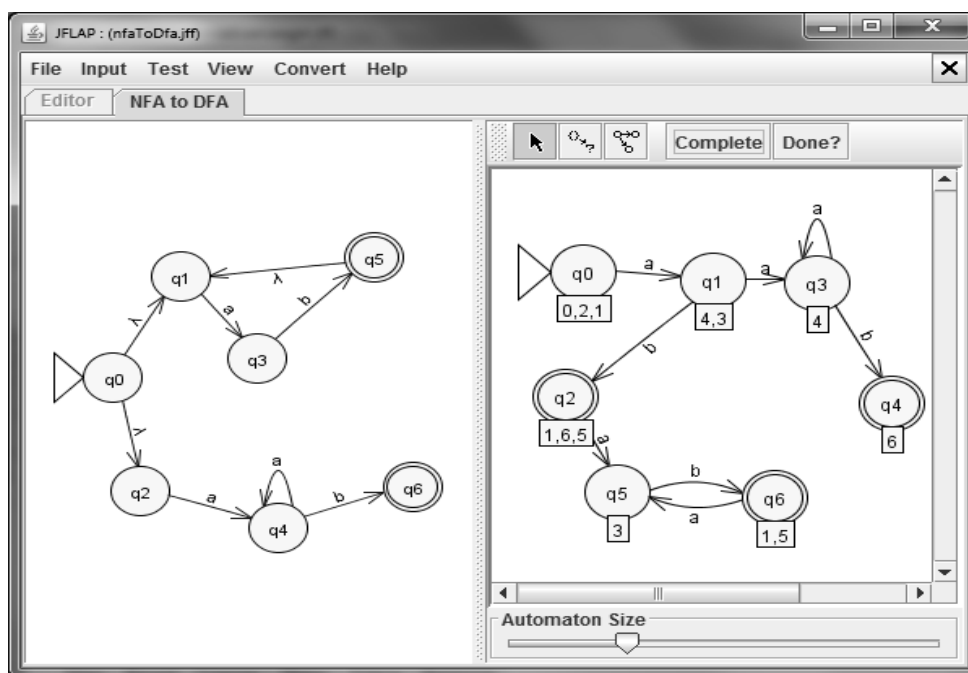 JFLAP : (nfaToDfa.jff)
File Input Test View Convert Help
Editor NFA to DFA
Complete Done?
q5
q1
λ
a
b
λ
q3
q0
λ
a
q6
q2
a
b
q4
a
q0
a
q1
a
q3
0,2,1
4,3
4
b
b
q2
q4
1,6,5
6
a
b
q5
q6
a
3
1,5
Automaton Size